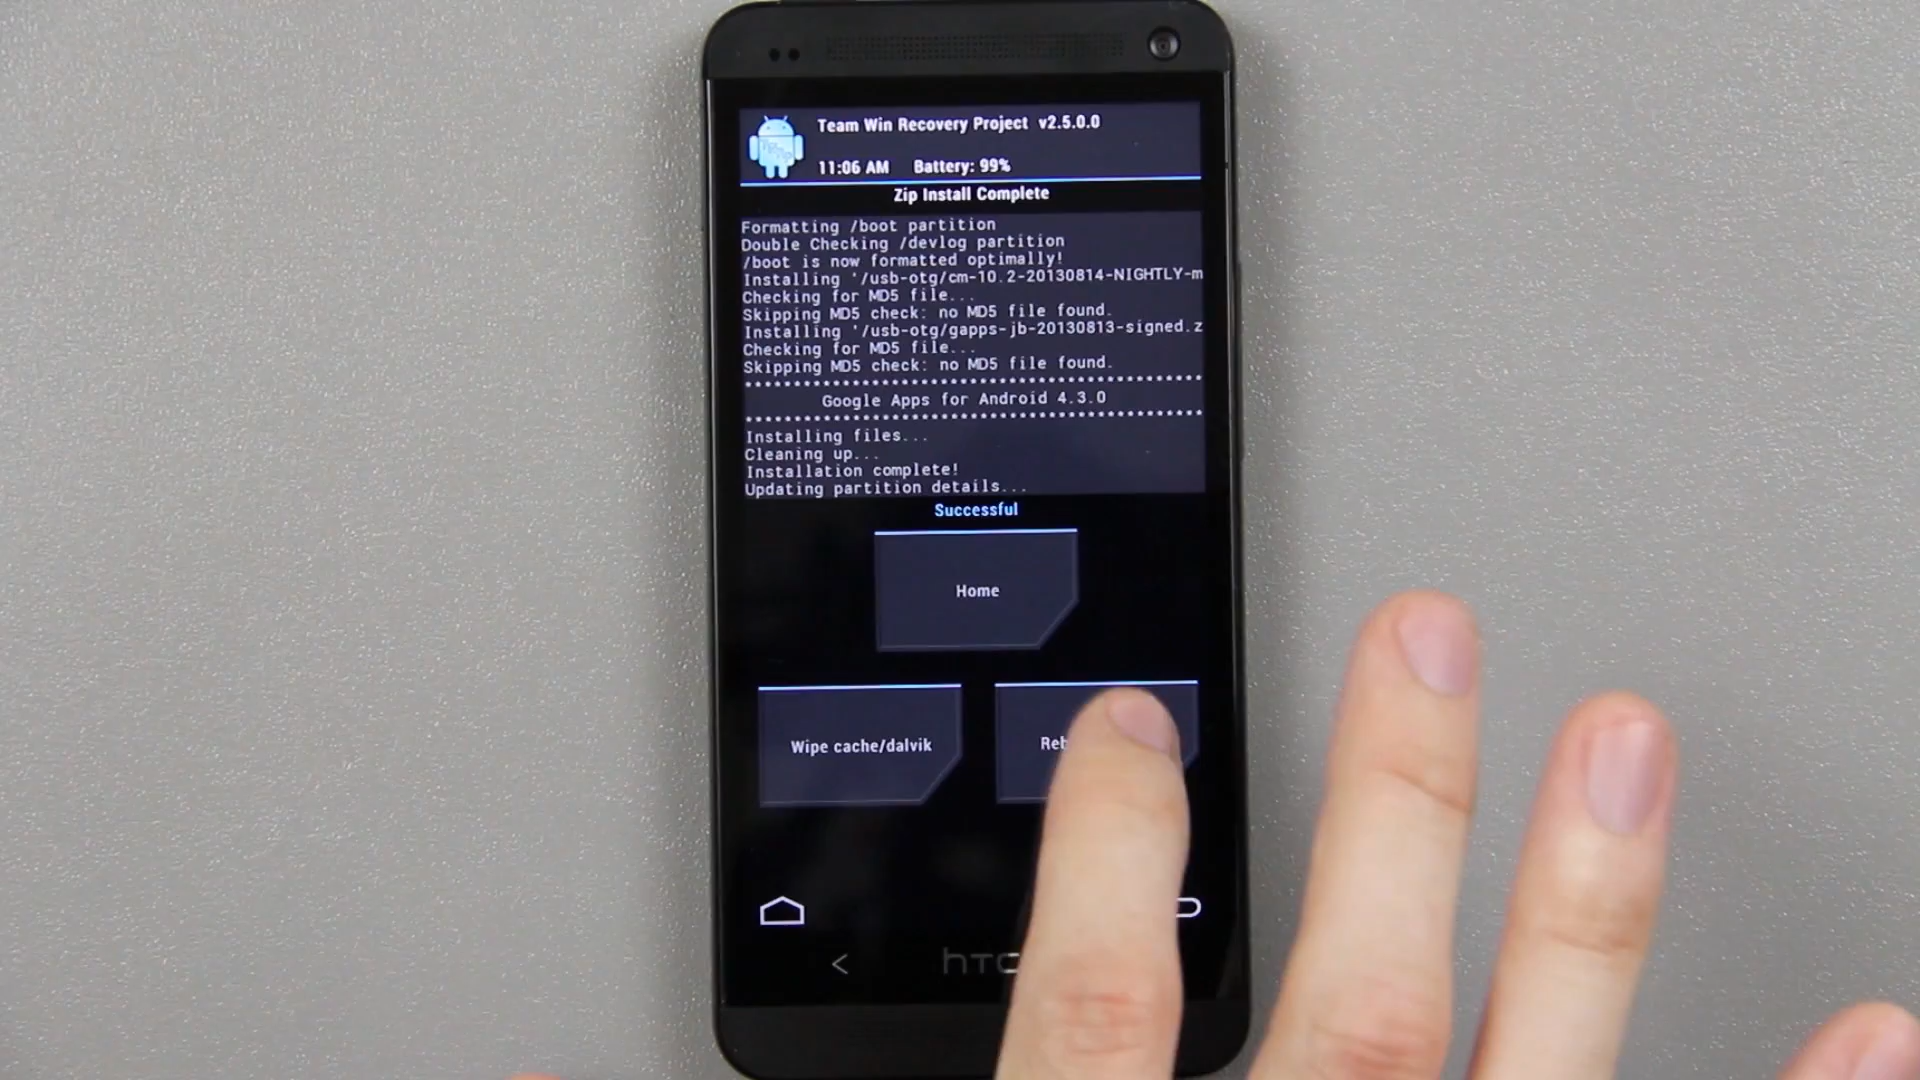 Team Win Recovery Project v2.5.0.0
11:06 AM Battery: 99%
Zip Install Complete
Formatting /boot partition
Double Checking /devlog partition
/boot is now formatted optimally!
Installing '/usb-otg/cm-10.2-20130814-NIGHTLY-m
Checking for MD5 file...
Skipping MD5 check: no MD5 file found.
Installing '/usb-otg/gapps-jb-20130813-signed.z
Checking for MD5 file...
Skipping MD5 check: no MD5 file found.
************************************************
Google Apps for Android 4.3.0
************************************************
Installing files...
Cleaning up...
Installation complete!
Updating partition details...
Successful
Home
Wipe cache/dalvik
Reb
hTC